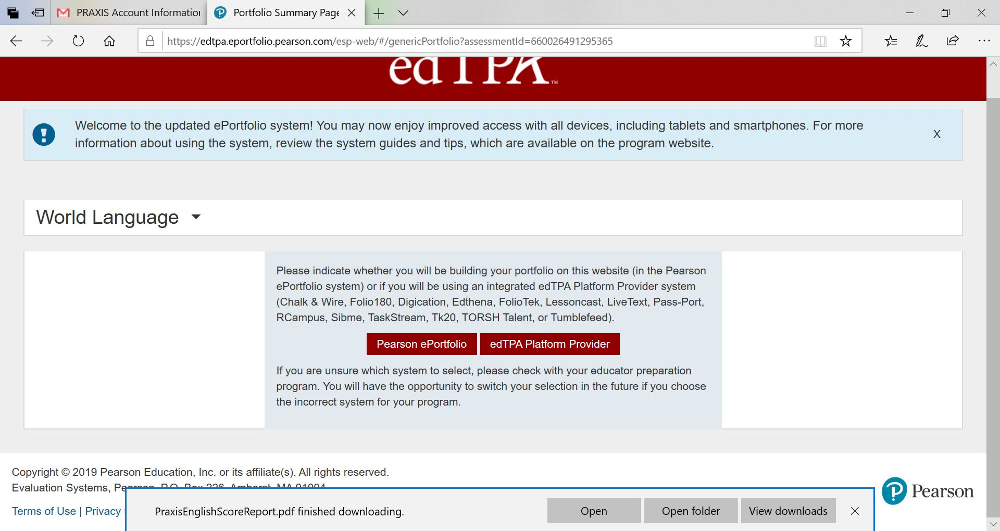 PRAXIS Account Information
Portfolio Summary Page
https://edtpa.eportfolio.pearson.com/esp-web/#/genericPortfolio?assessmentId=660026491295365
edTPA™
Welcome to the updated ePortfolio system! You may now enjoy improved access with all devices, including tablets and smartphones. For more
information about using the system, review the system guides and tips, which are available on the program website.
X
World Language
Please indicate whether you will be building your portfolio on this website (in the Pearson
ePortfolio system) or if you will be using an integrated edTPA Platform Provider system
(Chalk & Wire, Folio180, Digication, Edthena, FolioTek, Lessoncast, LiveText, Pass-Port,
RCampus, Sibme, TaskStream, Tk20, TORSH Talent, or Tumblefeed).
Pearson ePortfolio
edTPA Platform Provider
If you are unsure which system to select, please check with your educator preparation
program. You will have the opportunity to switch your selection in the future if you choose
the incorrect system for your program.
Copyright © 2019 Pearson Education, Inc. or its affiliate(s). All rights reserved.
Evaluation Systems, Pearson, P.O. Box 226, Amherst, MA 01004
Terms of Use | Privacy
Pearson
PraxisEnglishScoreReport.pdf finished downloading.
Open
Open folder
View downloads